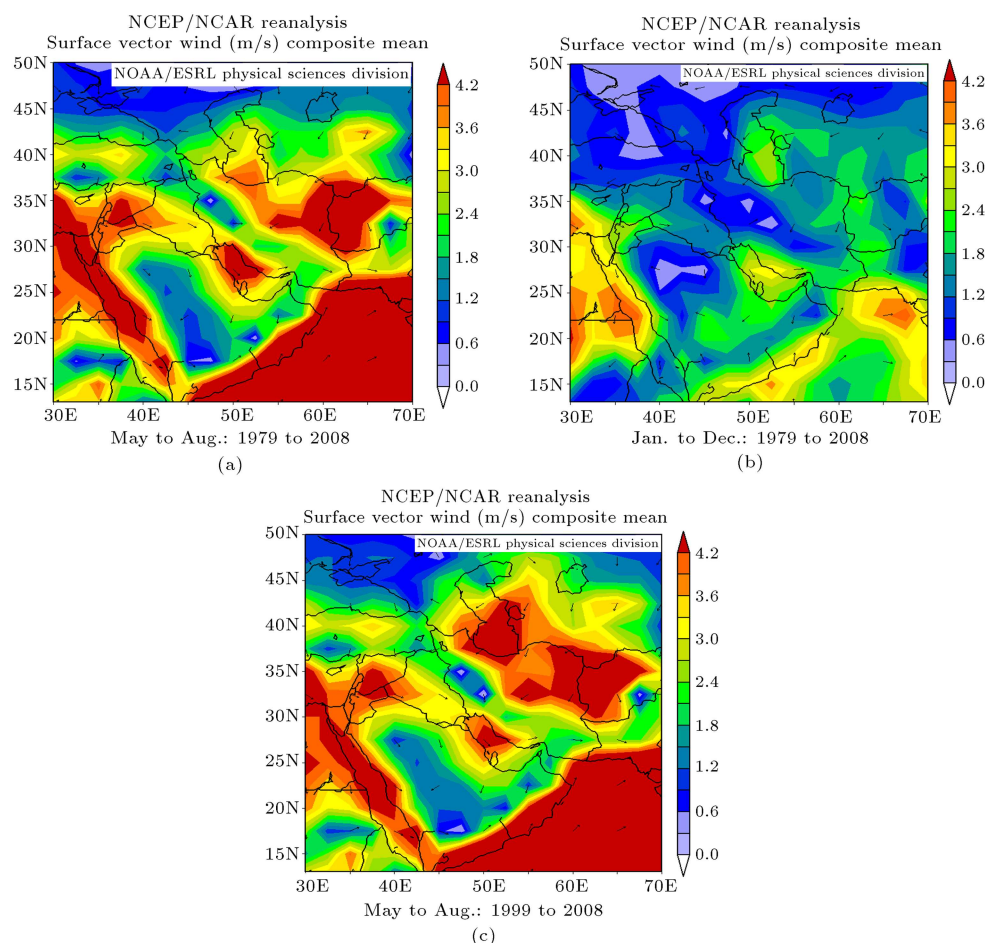 NCEP/NCAR reanalysis
Surface vector wind (m/s) composite mean
NOAA/ESRL physical sciences division
50N
45N
40N
35N
30N
25N
20N
15N
30E 40E 50E 60E 70E
4.2
3.6
3.0
2.4
1.8
1.2
0.6
0.0
May to Aug.: 1979 to 2008
(a)
NCEP/NCAR reanalysis
Surface vector wind (m/s) composite mean
NOAA/ESRL physical sciences division
50N
45N
40N
35N
30N
25N
20N
15N
30E 40E 50E 60E 70E
4.2
3.6
3.0
2.4
1.8
1.2
0.6
0.0
Jan. to Dec.: 1979 to 2008
(b)
NCEP/NCAR reanalysis
Surface vector wind (m/s) composite mean
NOAA/ESRL physical sciences division
50N
45N
40N
35N
30N
25N
20N
15N
30E 40E 50E 60E 70E
4.2
3.6
3.0
2.4
1.8
1.2
0.6
0.0
May to Aug.: 1999 to 2008
(c)